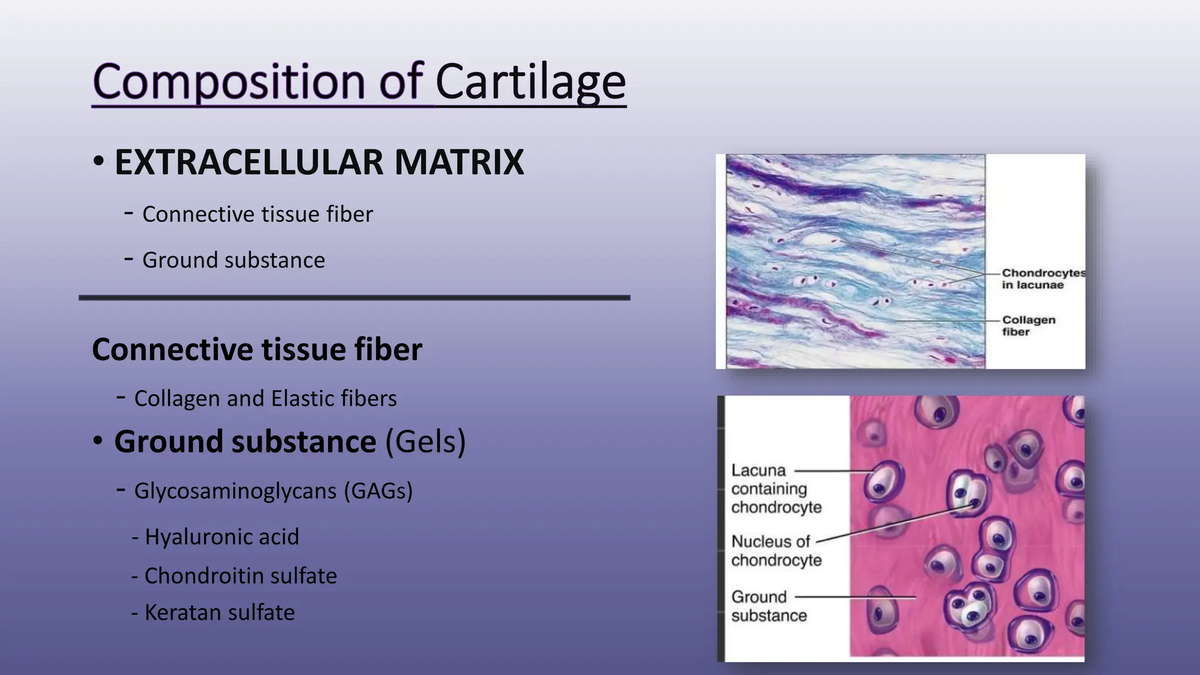 Composition of Cartilage
• EXTRACELLULAR MATRIX
- Connective tissue fiber
- Ground substance
Connective tissue fiber
- Collagen and Elastic fibers
• Ground substance (Gels)
- Glycosaminoglycans (GAGs)
- Hyaluronic acid
- Chondroitin sulfate
- Keratan sulfate
Chondrocytes
in lacunae
Collagen
fiber
Lacuna
containing
chondrocyte
Nucleus of
chondrocyte
Ground
substance